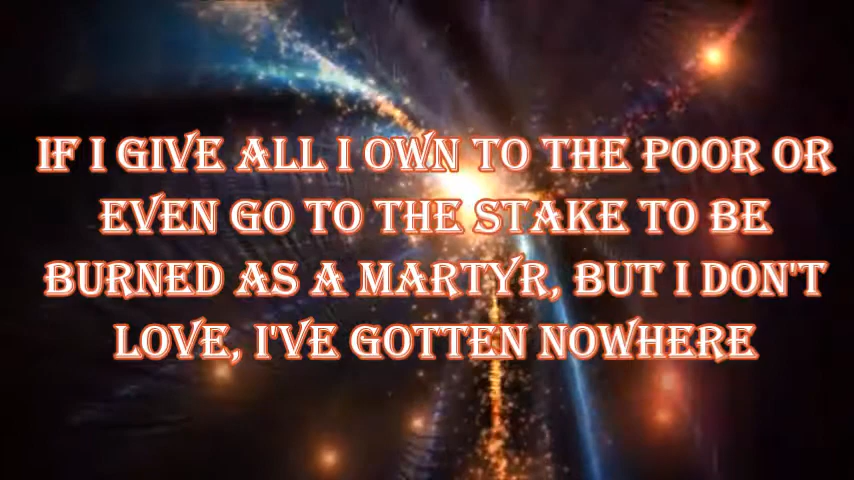 IF I GIVE ALL I OWN TO THE POOR OR
EVEN GO TO THE STAKE TO BE
BURNED AS A MARTYR, BUT I DON'T
LOVE, I'VE GOTTEN NOWHERE